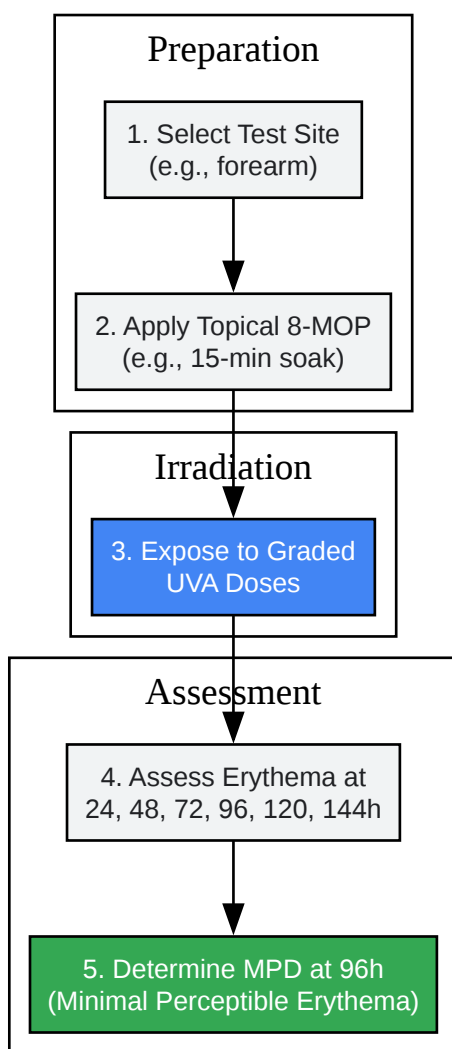 Preparation
1. Select Test Site
(e.g., forearm)
2. Apply Topical 8-MOP
(e.g., 15-min soak)
Irradiation
3. Expose to Graded
UVA Doses
Assessment
4. Assess Erythema at
24, 48, 72, 96, 120, 144h
5. Determine MPD at 96h
(Minimal Perceptible Erythema)